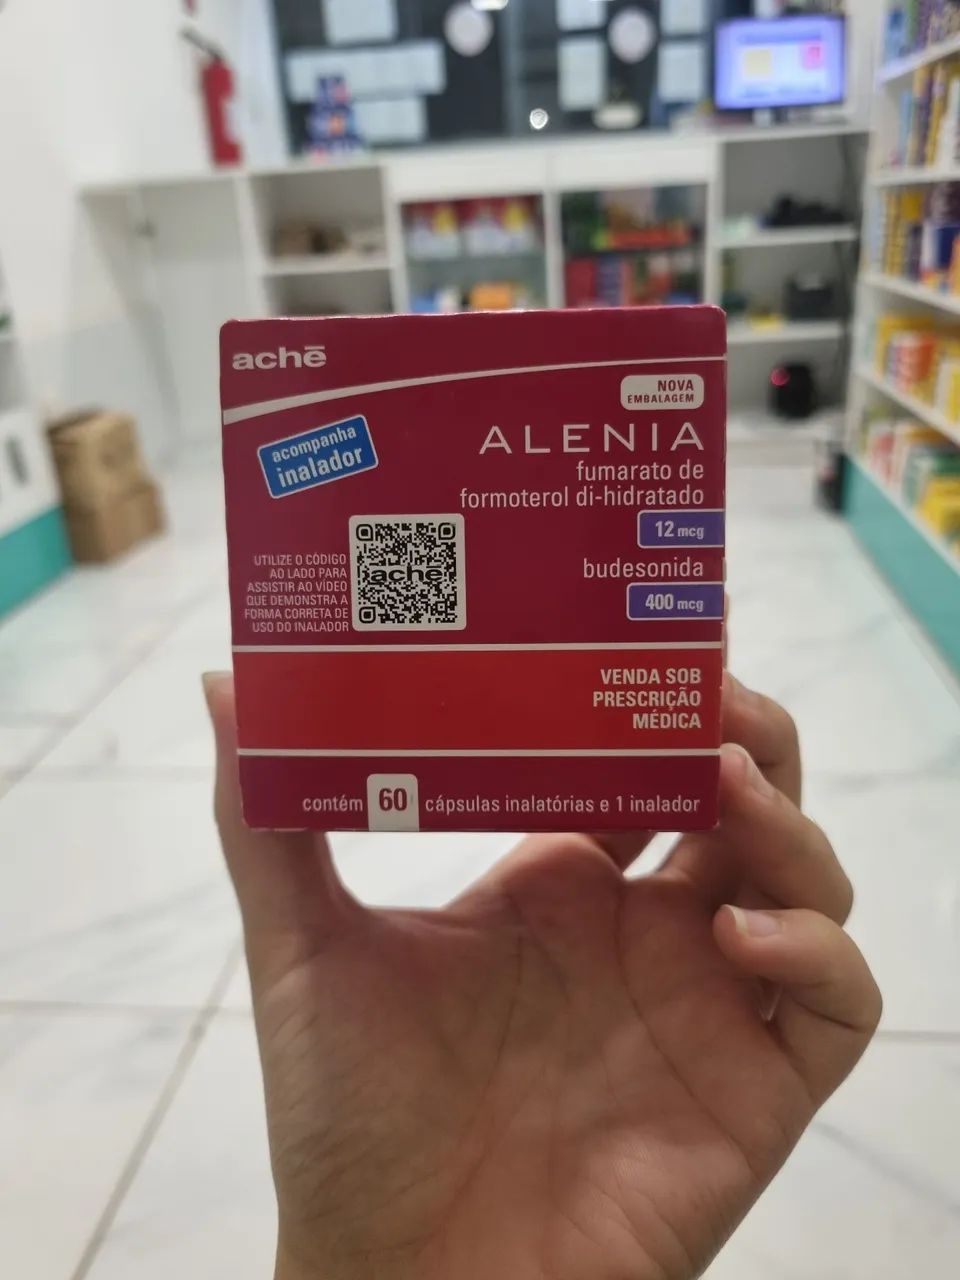 achē
NOVA
EMBALAGEM
acompanha
inalador
ALENIA
fumarato de
formoterol di-hidratado
12 mcg
budesonida
400 mcg
UTILIZE O CÓDIGO
AO LADO PARA
ASSISTIR AO VÍDEO
QUE DEMONSTRA A
FORMA CORRETA DE
USO DO INALADOR
achē
VENDA SOB
PRESCRIÇÃO
MÉDICA
contém 60 cápsulas inalatórias e 1 inalador